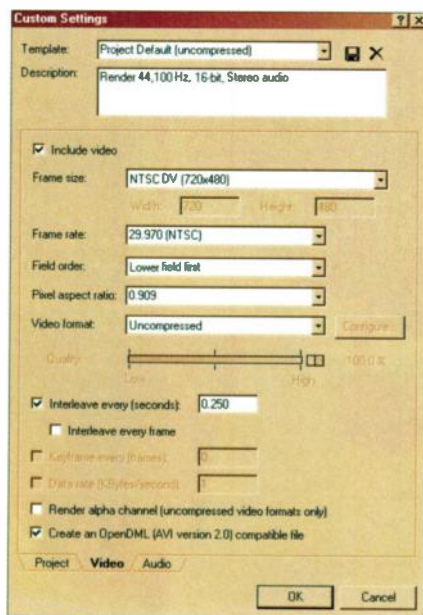 Custom Settings
Template: Project Default (uncompressed)
Description: Render 44,100 Hz, 16-bit, Stereo audio
Include video
Frame size: NTSC DV (720x480)
Width: 720 Height: 480
Frame rate: 29.970 (NTSC)
Field order: Lower field first
Pixel aspect ratio: 0.909
Video format: Uncompressed Configure...
Quality: 100.0 %
Low High
Interleave every (seconds): 0.250
Interleave every frame
Keyframe every (frames): 0
Data rate (KBytes/second): 1
Render alpha channel (uncompressed video formats only)
Create an OpenDML (AVI version 2.0) compatible file
Project Video Audio
OK Cancel